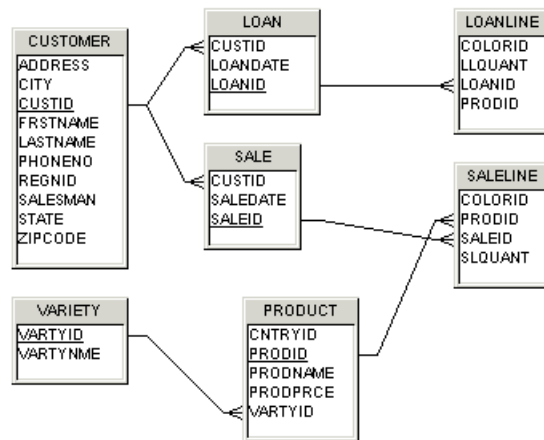 CUSTOMER
ADDRESS
CITY
CUSTID
FRSTNAME
LASTNAME
PHONENO
REGNID
SALESMAN
STATE
ZIPCODE
LOAN
CUSTID
LOANDATE
LOANID
LOANLINE
COLORID
LLQUANT
LOANID
PRODID
SALE
CUSTID
SALEDATE
SALEID
SALELINE
COLORID
PRODID
SALEID
SLQUANT
VARIETY
VARTYID
VARTYNME
PRODUCT
CNTRYID
PRODID
PRODNAME
PRODPRCE
VARTYID